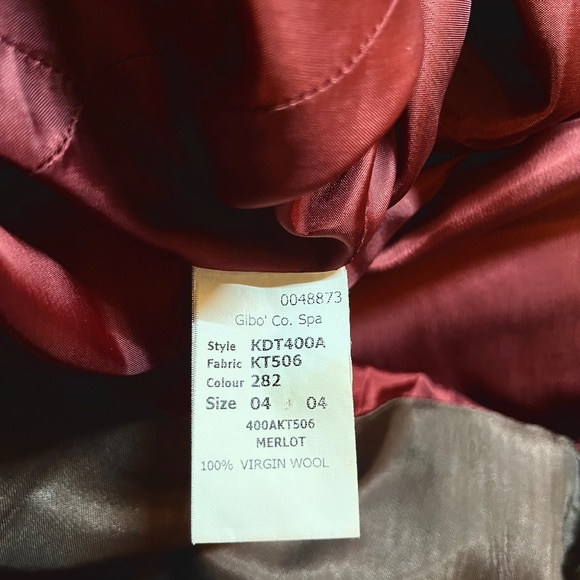 0048873
Gibo' Co. Spa
Style KDT400A
Fabric KT506
Colour 282
Size 04 04
400AKT506
MERLOT
100% VIRGIN WOOL